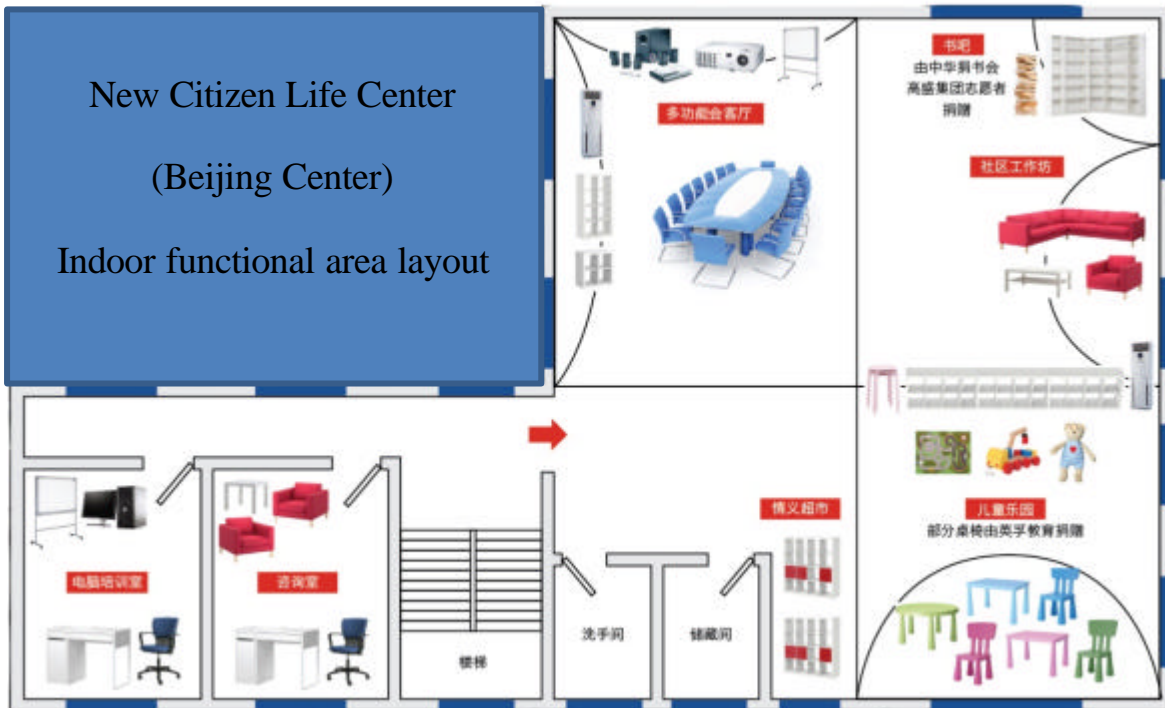 New Citizen Life Center
(Beijing Center)
Indoor functional area layout
多功能会客厅
书吧
由中华捐书会
高盛集团志愿者
捐赠
社区工作坊
情义超市
儿童乐园
部分桌椅由英孚教育捐赠
电脑培训室
咨询室
楼梯
洗手间
储藏间